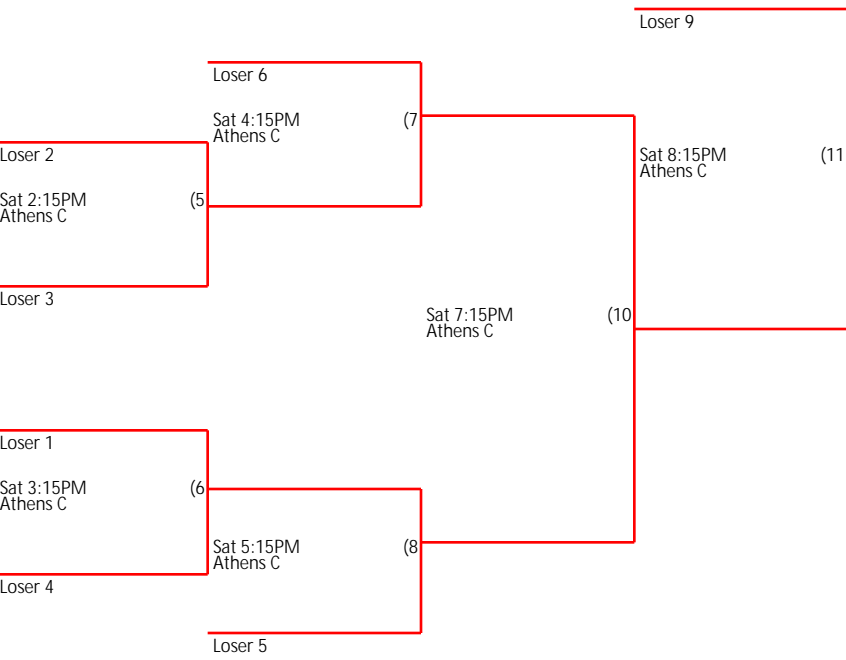 Loser 9
Loser 6
Sat 4:15PM
Athens C
(7
Loser 2
Sat 8:15PM
Athens C
(11
Sat 2:15PM
Athens C
(5
Loser 3
Sat 7:15PM
Athens C
(10
Loser 1
Sat 3:15PM
Athens C
(6
Sat 5:15PM
Athens C
(8
Loser 4
Loser 5